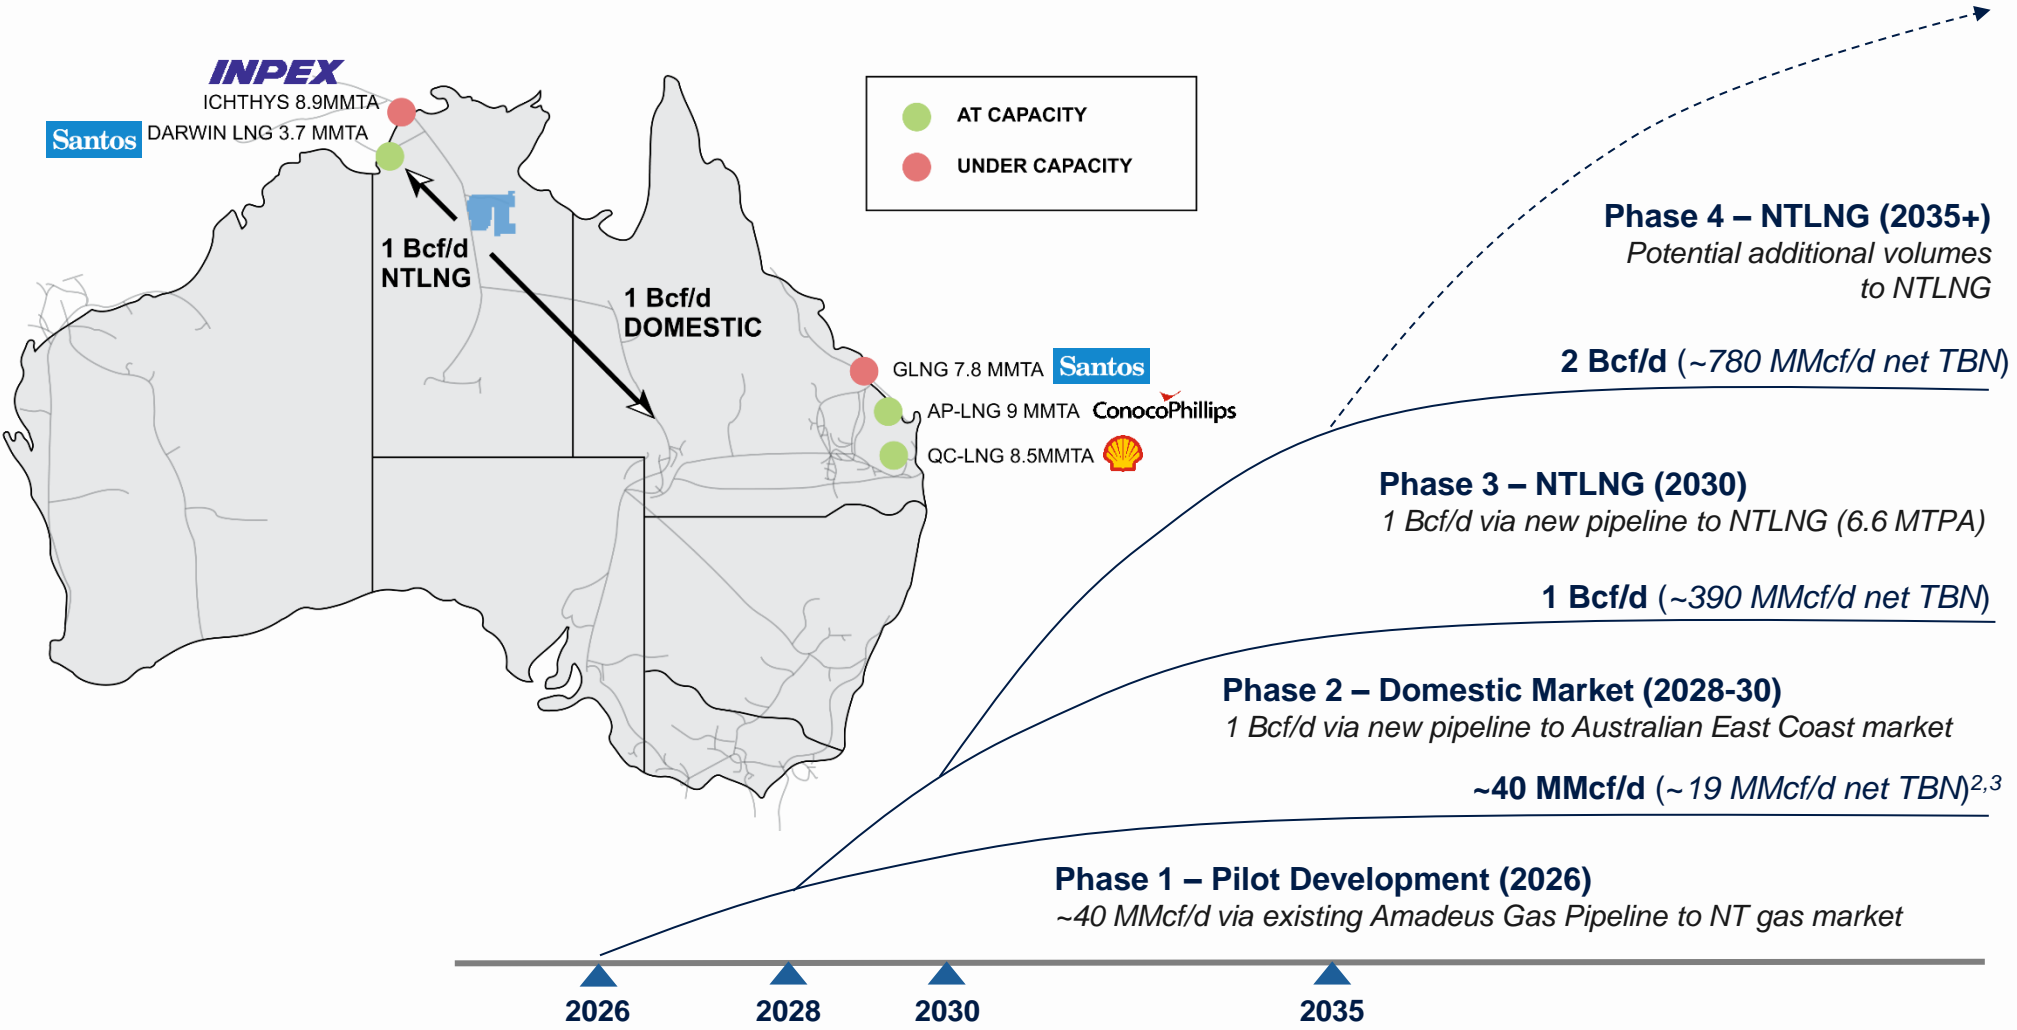 INPEX
ICHTHYS 8.9MMTA
Santos
DARWIN LNG 3.7 MMTA
1 Bcf/d
NTLNG
1 Bcf/d
DOMESTIC
GLNG 7.8 MMTA
Santos
AP-LNG 9 MMTA
ConocoPhillips
QC-LNG 8.5MMTA
AT CAPACITY
UNDER CAPACITY
Phase 4 – NTLNG (2035+)
Potential additional volumes
to NTLNG
2 Bcf/d (~780 MMcf/d net TBN)
Phase 3 – NTLNG (2030)
1 Bcf/d via new pipeline to NTLNG (6.6 MTPA)
1 Bcf/d (~390 MMcf/d net TBN)
Phase 2 – Domestic Market (2028-30)
1 Bcf/d via new pipeline to Australian East Coast market
~40 MMcf/d (~19 MMcf/d net TBN)2,3
Phase 1 – Pilot Development (2026)
~40 MMcf/d via existing Amadeus Gas Pipeline to NT gas market
2026
2028
2030
2035